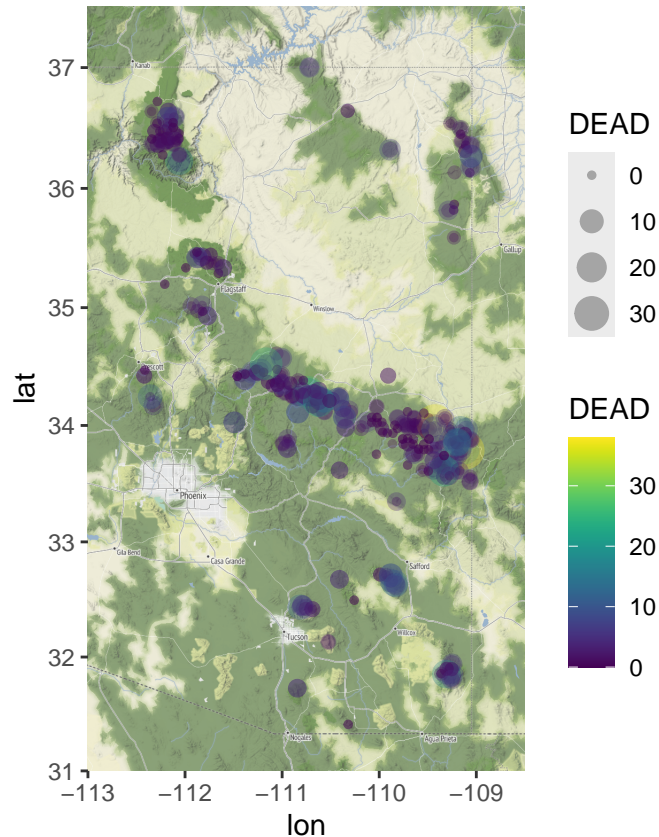 37
36
35
34
33
32
31
lat
−113
−112
−111
−110
−109
lon
Kanab
Gallup
Flagstaff
Winslow
Phoenix
Gila Bend
Casa Grande
Safford
Tucson
Willcox
Nogales
Agua Prieta
DEAD
0
10
20
30
DEAD
30
20
10
0